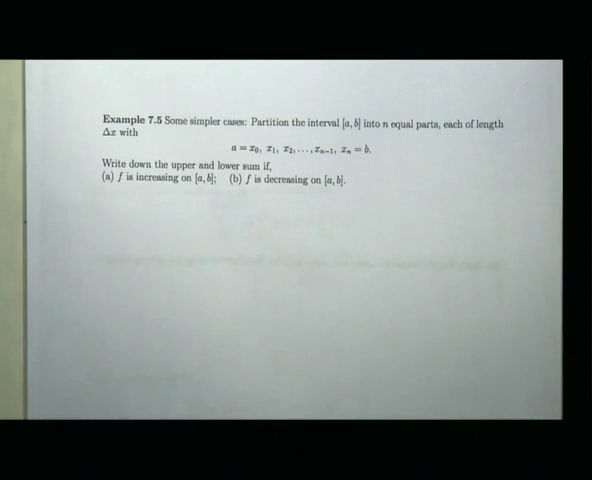 Example 7.5 Some simpler cases: Partition the interval [a, b] into n equal parts, each of length
Δx with
a = x₀, x₁, x₂, . . . , xₙ₋₁, xₙ = b.
Write down the upper and lower sum if,
(a) f is increasing on [a, b]; (b) f is decreasing on [a, b].